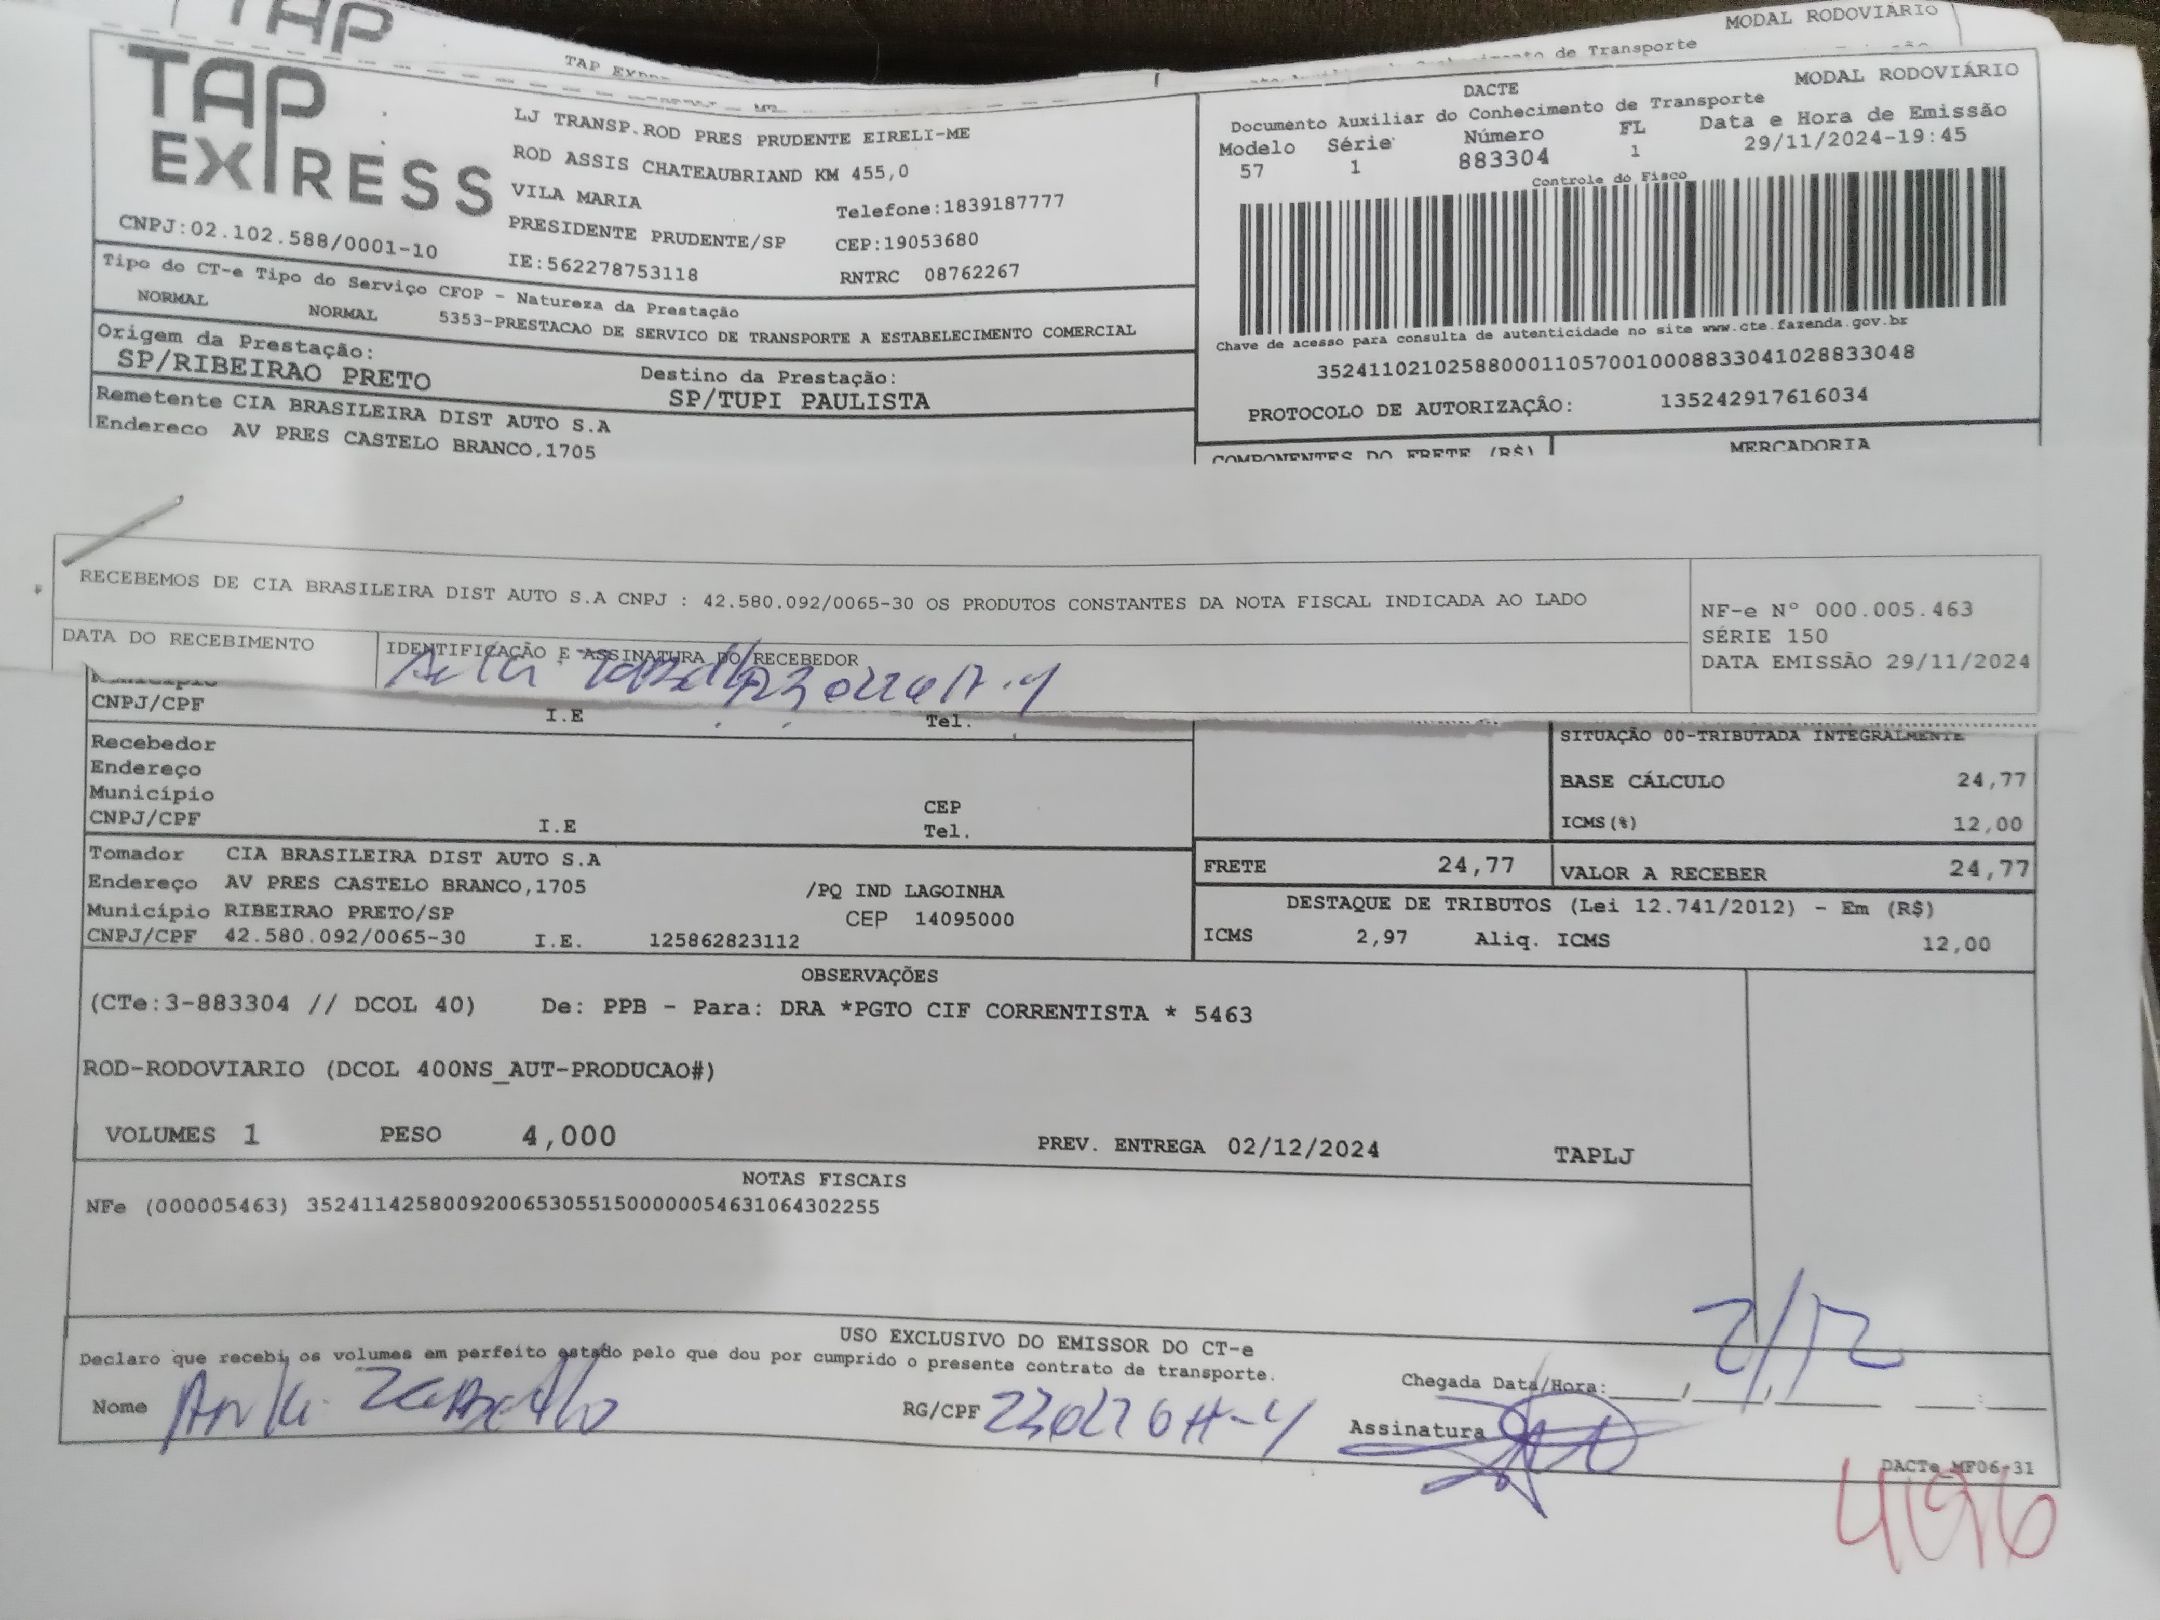 TAP
TAP EXPRESS
MODAL RODOVIÁRIO
de Transporte
TAP EXPRESS
CNPJ:02.102.588/0001-10
LJ TRANSP.ROD PRES PRUDENTE EIRELI-ME
ROD ASSIS CHATEAUBRIAND KM 455,0
VILA MARIA
Telefone:1839187777
PRESIDENTE PRUDENTE/SP CEP:19053680
IE:562278753118 RNTRC 08762267
DACTE MODAL RODOVIÁRIO
Documento Auxiliar do Conhecimento de Transporte
Modelo Série Número FL Data e Hora de Emissão
57 1 883304 1 29/11/2024-19:45
Controle do Fisco
Chave de acesso para consulta de autenticidade no site www.cte.fazenda.gov.br
35241102102588000110570010008833041028833048
PROTOCOLO DE AUTORIZAÇÃO: 135242917616034
Tipo do CT-e Tipo do Serviço CFOP - Natureza da Prestação
NORMAL NORMAL 5353-PRESTACAO DE SERVICO DE TRANSPORTE A ESTABELECIMENTO COMERCIAL
Origem da Prestação: Destino da Prestação:
SP/RIBEIRAO PRETO SP/TUPI PAULISTA
Remetente CIA BRASILEIRA DIST AUTO S.A
Endereco AV PRES CASTELO BRANCO,1705
COMPONENTES DO FRETE (R$) MERCADORIA
RECEBEMOS DE CIA BRASILEIRA DIST AUTO S.A CNPJ : 42.580.092/0065-30 OS PRODUTOS CONSTANTES DA NOTA FISCAL INDICADA AO LADO
DATA DO RECEBIMENTO IDENTIFICAÇÃO E ASSINATURA DO RECEBEDOR
NF-e Nº 000.005.463
SÉRIE 150
DATA EMISSÃO 29/11/2024
CNPJ/CPF I.E Tel.
Recebedor
Endereço
Município CEP
CNPJ/CPF I.E Tel.
SITUAÇÃO 00-TRIBUTADA INTEGRALMENTE
BASE CÁLCULO 24,77
ICMS(%) 12,00
Tomador CIA BRASILEIRA DIST AUTO S.A
Endereço AV PRES CASTELO BRANCO,1705 /PQ IND LAGOINHA
Município RIBEIRAO PRETO/SP CEP 14095000
CNPJ/CPF 42.580.092/0065-30 I.E. 125862823112
FRETE 24,77 VALOR A RECEBER 24,77
DESTAQUE DE TRIBUTOS (Lei 12.741/2012) - Em (R$)
ICMS 2,97 Aliq. ICMS 12,00
OBSERVAÇÕES
(CTe:3-883304 // DCOL 40) De: PPB - Para: DRA *PGTO CIF CORRENTISTA * 5463
ROD-RODOVIARIO (DCOL 400NS_AUT-PRODUCAO#)
VOLUMES 1 PESO 4,000 PREV. ENTREGA 02/12/2024 TAPLJ
NOTAS FISCAIS
NFe (000005463) 35241142580092006530551500000054631064302255
USO EXCLUSIVO DO EMISSOR DO CT-e
Declaro que recebi os volumes em perfeito estado pelo que dou por cumprido o presente contrato de transporte.
Nome RG/CPF
Chegada Data/Hora: 2/12
Assinatura
DACTe_MF06-31